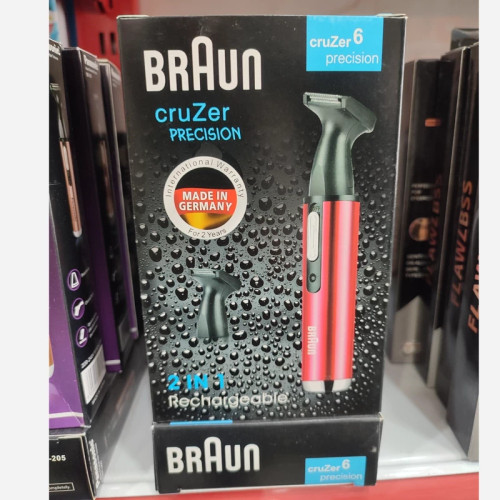 BRAUN
cruZer 6
precision
cruZer
PRECISION
International Warranty
MADE IN
GERMANY
For 2 Years
BRAUN
2 IN 1
Rechargeable
BRAUN
cruZer 6
precision
-205
FLAWLESS